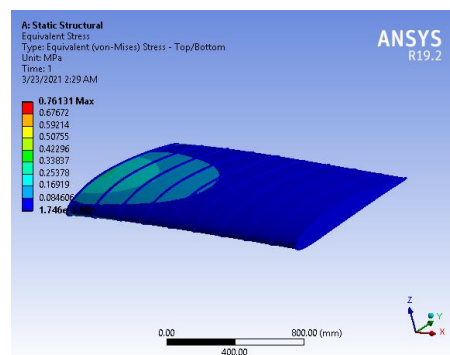 A: Static Structural
Equivalent Stress
Type: Equivalent (von-Mises) Stress - Top/Bottom
Unit: MPa
Time: 1
3/23/2021 2:29 AM
ANSYS
R19.2
0.76131 Max
0.67672
0.59214
0.50755
0.42296
0.33837
0.25378
0.16919
0.084606
Z
Y
X
0.00
800.00 (mm)
400.00